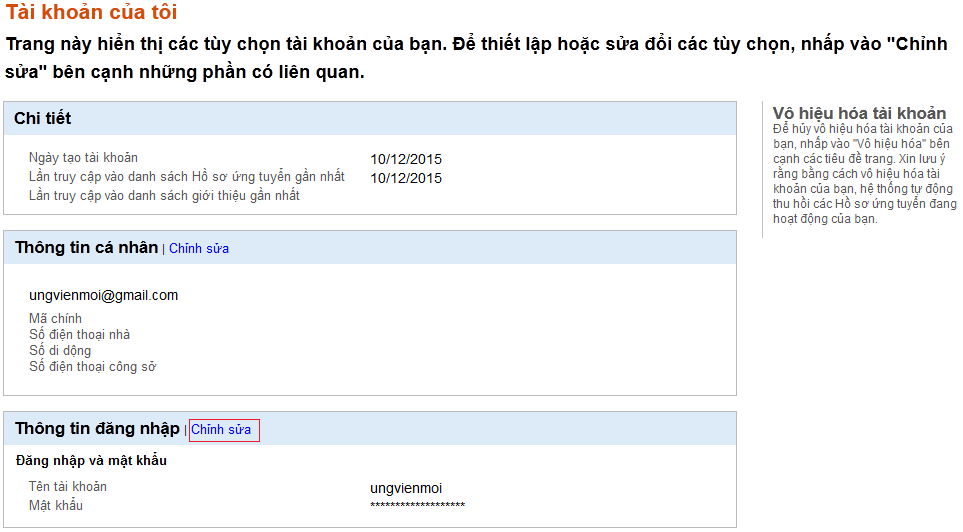 Tài khoản của tôi
Trang này hiển thị các tùy chọn tài khoản của bạn. Để thiết lập hoặc sửa đổi các tùy chọn, nhấp vào "Chỉnh
sửa" bên cạnh những phần có liên quan.
Chi tiết
Ngày tạo tài khoản 10/12/2015
Lần truy cập vào danh sách Hồ sơ ứng tuyển gần nhất 10/12/2015
Lần truy cập vào danh sách giới thiệu gần nhất
Vô hiệu hóa tài khoản
Để hủy vô hiệu hóa tài khoản của
bạn, nhấp vào "Vô hiệu hóa" bên
cạnh các tiêu đề trang. Xin lưu ý
rằng bằng cách vô hiệu hóa tài
khoản của bạn, hệ thống tự động
thu hồi các Hồ sơ ứng tuyển đang
hoạt động của bạn.
Thông tin cá nhân | Chỉnh sửa
ungvienmoi@gmail.com
Mã chính
Số điện thoại nhà
Số di dộng
Số điện thoại công sở
Thông tin đăng nhập | Chỉnh sửa
Đăng nhập và mật khẩu
Tên tài khoản ungvienmoi
Mật khẩu *******************